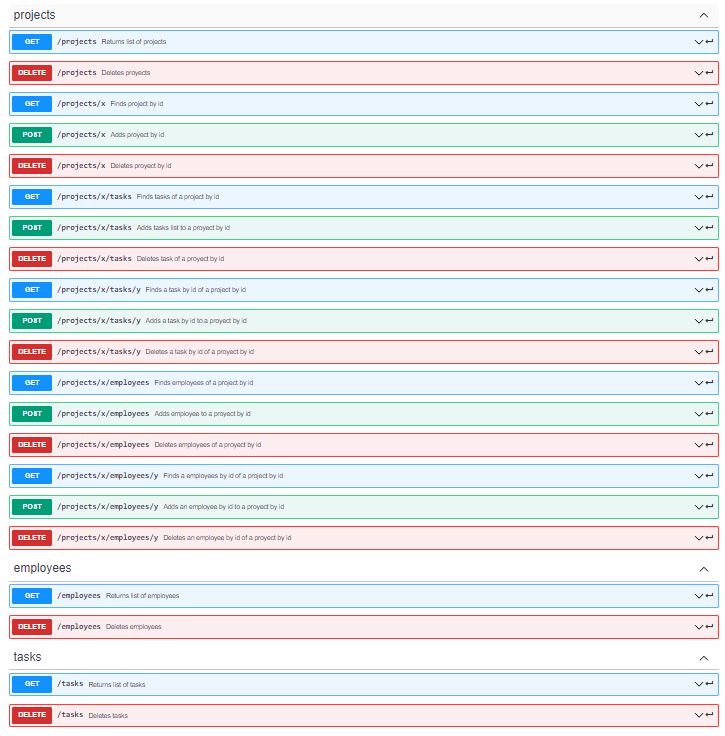 projects
GET /projects Returns list of projects
DELETE /projects Deletes proyects
GET /projects/x Finds project by id
POST /projects/x Adds proyect by id
DELETE /projects/x Deletes proyect by id
GET /projects/x/tasks Finds tasks of a project by id
POST /projects/x/tasks Adds tasks list to a proyect by id
DELETE /projects/x/tasks Deletes task of a proyect by id
GET /projects/x/tasks/y Finds a task by id of a project by id
POST /projects/x/tasks/y Adds a task by id to a proyect by id
DELETE /projects/x/tasks/y Deletes a task by id of a proyect by id
GET /projects/x/employees Finds employees of a project by id
POST /projects/x/employees Adds employee to a proyect by id
DELETE /projects/x/employees Deletes employees of a proyect by id
GET /projects/x/employees/y Finds a employees by id of a project by id
POST /projects/x/employees/y Adds an employee by id to a proyect by id
DELETE /projects/x/employees/y Deletes an employee by id of a proyect by id
employees
GET /employees Returns list of employees
DELETE /employees Deletes employees
tasks
GET /tasks Returns list of tasks
DELETE /tasks Deletes tasks